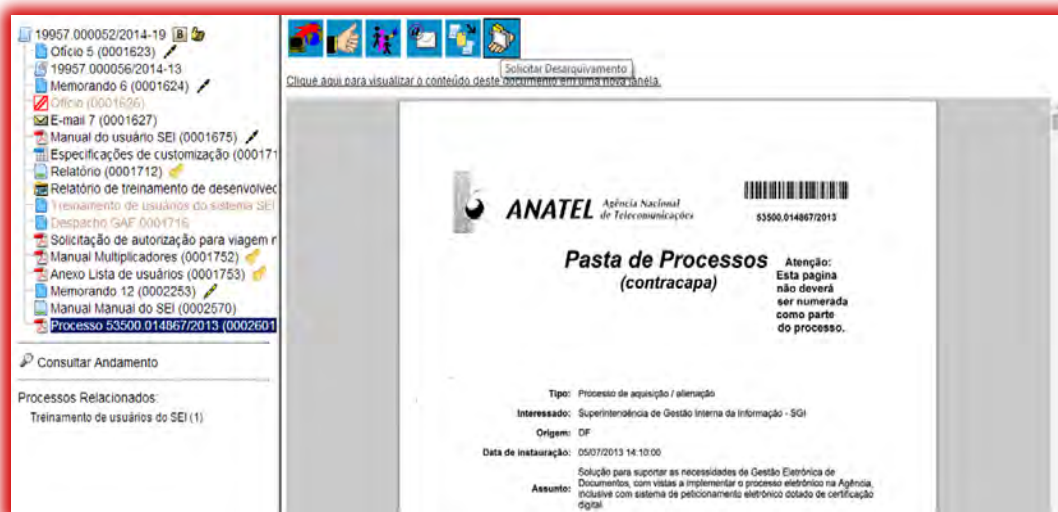 19957.000052/2014-19
Ofício 5 (0001623)
19957.000056/2014-13
Memorando 6 (0001624)
Ofício (0001626)
E-mail 7 (0001627)
Manual do usuário SEI (0001675)
Especificações de customização (000171
Relatório (0001712)
Relatório de treinamento de desenvolvec
Treinamento de usuários do sistema SEI
Despacho GAF 0001716
Solicitação de autorização para viagem r
Manual Multiplicadores (0001752)
Anexo Lista de usuários (0001753)
Memorando 12 (0002253)
Manual Manual do SEI (0002570)
Processo 53500.014867/2013 (0002601
Consultar Andamento
Processos Relacionados:
Treinamento de usuários do SEI (1)
Solicitar Desarquivamento
Clique aqui para visualizar o conteúdo deste documento em uma nova janela.
ANATEL Agência Nacional
de Telecomunicações
53500.014867/2013
Pasta de Processos
(contracapa)
Atenção:
Esta pagina
não deverá
ser numerada
como parte
do processo.
Tipo: Processo de aquisição / alienação
Interessado: Superintendência de Gestão Interna da Informação - SGI
Origem: DF
Data de instauração: 05/07/2013 14:10:00
Assunto: Solução para suportar as necessidades de Gestão Eletrônica de
Documentos, com vistas a implementar o processo eletrônico na Agência,
inclusive com sistema de peticionamento eletrônico dotado de certificação
digital